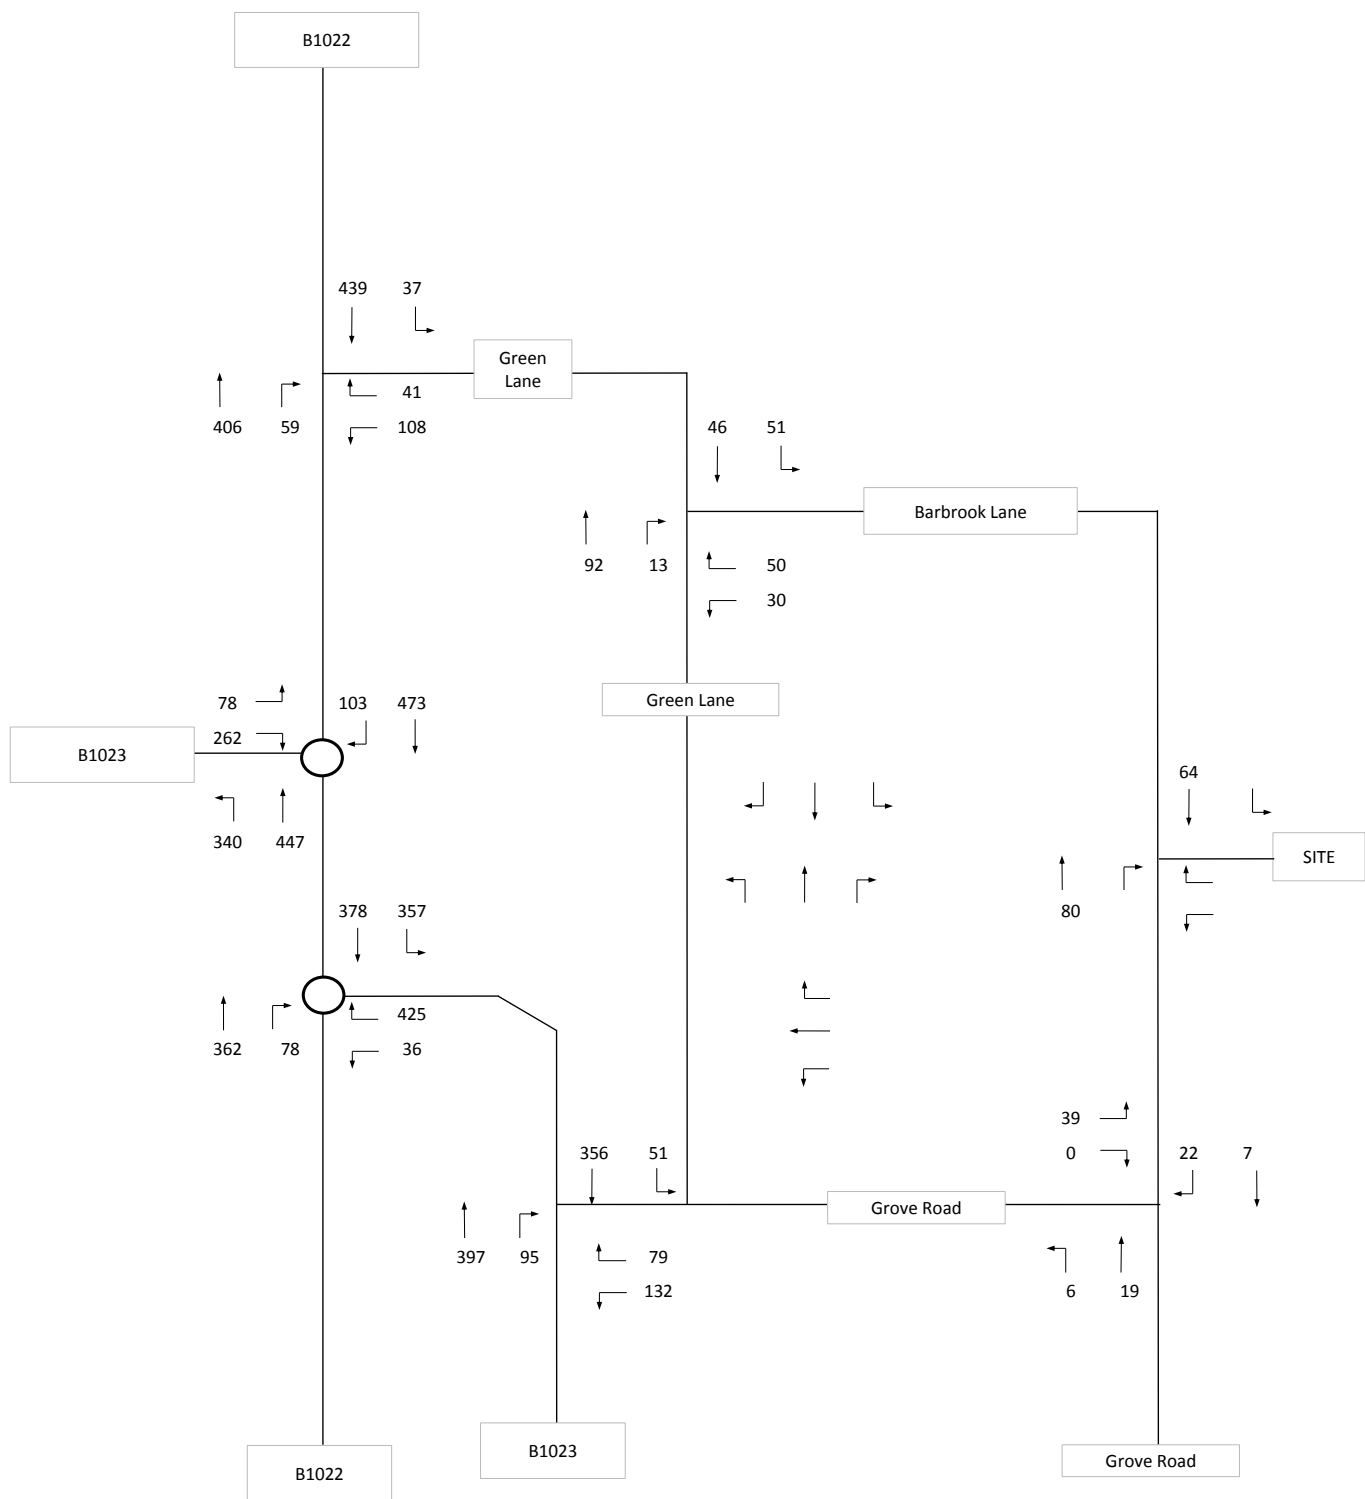 B1022
439 37
Green
Lane
41
406 59 108
46 51
Barbrook Lane
92 13 50
30
Green Lane
78 103 473
262
B1023
64
340 447
SITE
378 357
80
425
362 78 36
39
356 51 0 22 7
Grove Road
397 95 79
132 6 19
B1023
Grove Road
B1022